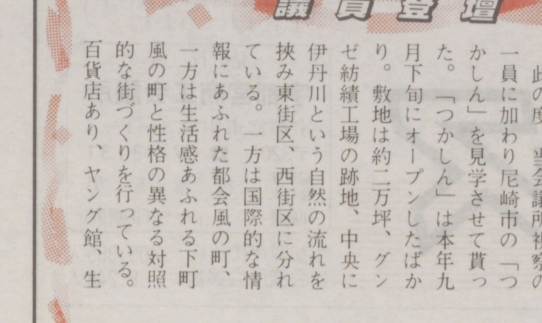 議員登壇
此の度、当会議所視察の
一員に加わり尼崎市の「つ
かしん」を見学させて貰っ
た。「つかしん」は本年九
月下旬にオープンしたばか
り。敷地は約二万坪、グン
ゼ紡績工場の跡地、中央に
伊丹川という自然の流れを
挟み東街区、西街区に分れ
ている。一方は国際的な情
報にあふれた都会風の町、
一方は生活感あふれる下町
風の町と性格の異なる対照
的な街づくりを行っている。
百貨店あり、ヤング館、生